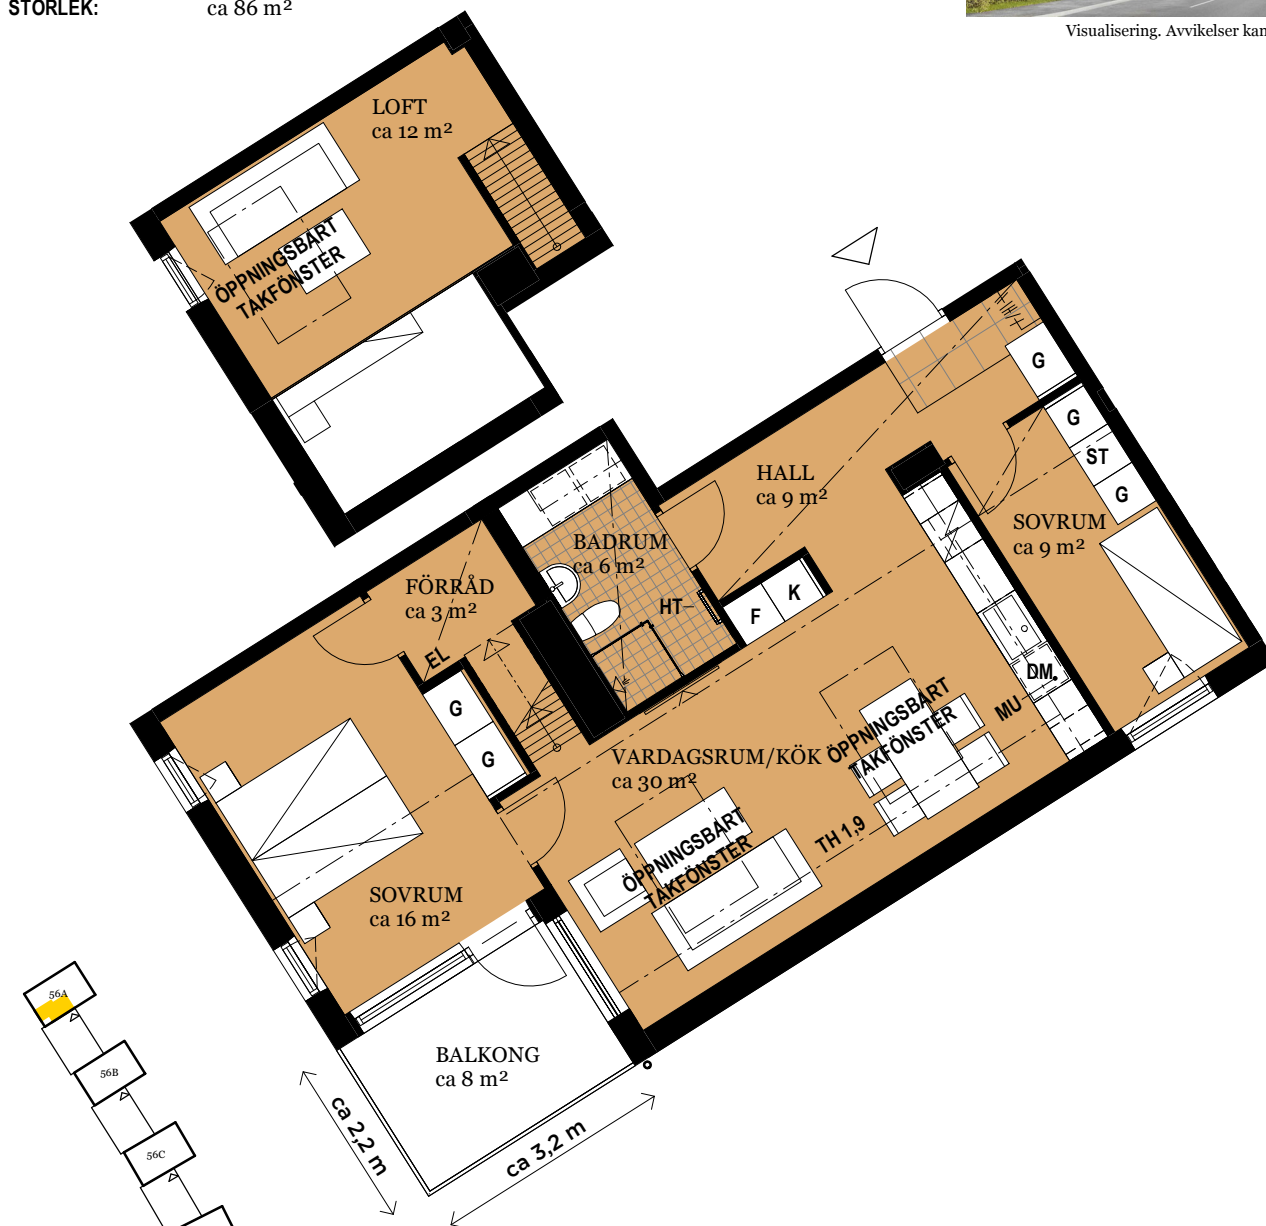 STORLEK: ca 86 m²
Visualisering. Avvikelser kan
LOFT
ca 12 m²
ÖPPNINGSBART
TAKFÖNSTER
G
G
ST
G
HALL
ca 9 m²
SOVRUM
ca 9 m²
BADRUM
ca 6 m²
FÖRRÅD
ca 3 m²
HT
F
K
EL
G
G
DM
MU
VARDAGSRUM/KÖK
ca 30 m²
ÖPPNINGSBART
TAKFÖNSTER
TH 1,9
ÖPPNINGSBART
TAKFÖNSTER
SOVRUM
ca 16 m²
BALKONG
ca 8 m²
ca 2,2 m
ca 3,2 m
56A
56B
56C